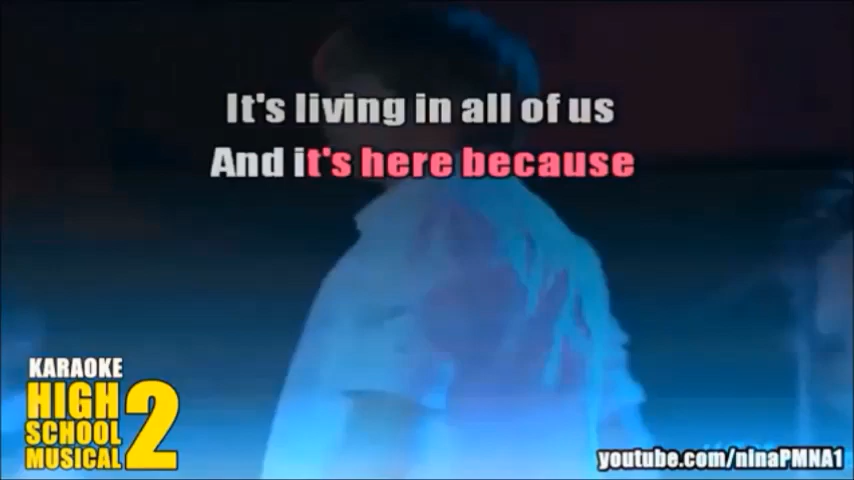 It's living in all of us
And it's here because
KARAOKE
HIGH
SCHOOL
MUSICAL 2
youtube.com/ninaPMNA1